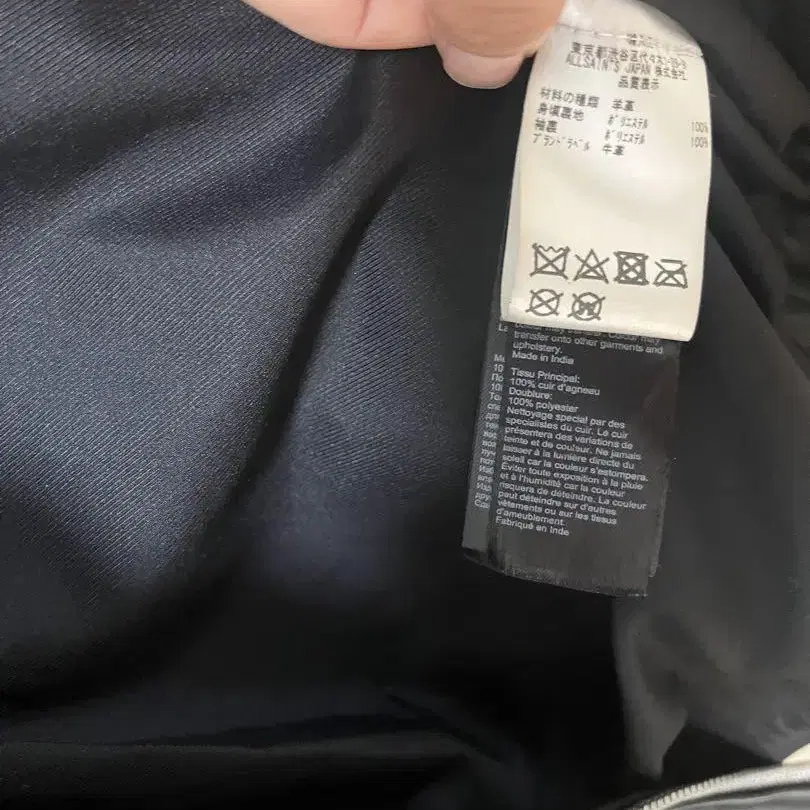 東京都渋谷区代々木
ALLSAINTS JAPAN 株式会社
品質表示
材料の種類 羊革
身頃裏地 ポリエステル 100%
袖裏 ポリエステル 100%
ブランドラベル 牛革
colour may transfer. Colour may
transfer onto other garments and
upholstery.
Made in India
Tissu Principal:
100% cuir d'agneau
Doublure:
100% polyester
Nettoyage special par des
specialistes du cuir. Le cuir
présentera des variations de
teinte et de couleur. Ne jamais
laisser à la lumière directe du
soleil car la couleur s'estompera.
Eviter toute exposition à la pluie
et à l'humidité car la couleur
risquera de déteindre. La couleur
peut déteindre sur d'autres
vêtements ou sur les tissus
d'ameublement.
Fabriqué en Inde